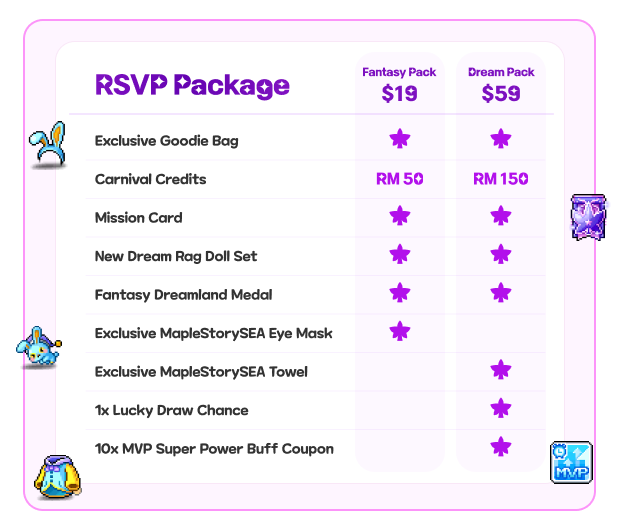 RSVP Package
Fantasy Pack
$19
Dream Pack
$59
Exclusive Goodie Bag
Carnival Credits RM 50 RM 150
Mission Card
New Dream Rag Doll Set
Fantasy Dreamland Medal
Exclusive MapleStorySEA Eye Mask
Exclusive MapleStorySEA Towel
1x Lucky Draw Chance
10x MVP Super Power Buff Coupon
MVP